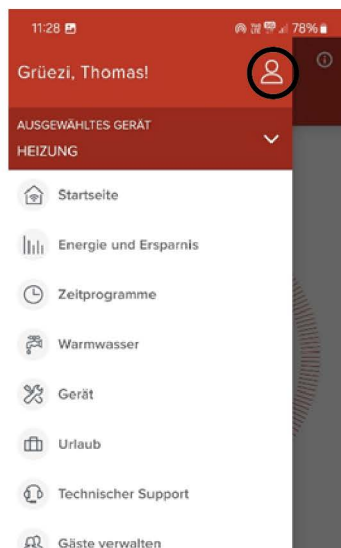 11:28 78%
Grüezi, Thomas!
AUSGEWÄHLTES GERÄT
HEIZUNG
Startseite
Energie und Ersparnis
Zeitprogramme
Warmwasser
Gerät
Urlaub
Technischer Support
Gäste verwalten